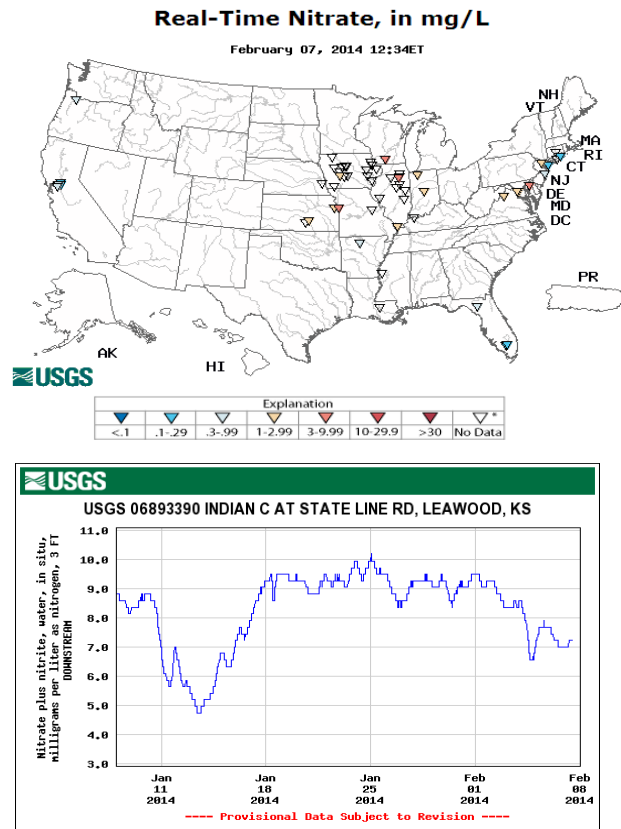 Real-Time Nitrate, in mg/L
February 07, 2014 12:34ET
NH
VT
MA
RI
CT
NJ
DE
MD
DC
PR
AK
HI
USGS
Explanation
<.1 .1-.29 .3-.99 1-2.99 3-9.99 10-29.9 >30 No Data *
USGS
USGS 06893390 INDIAN C AT STATE LINE RD, LEAWOOD, KS
Nitrate plus nitrite, water, in situ,
milligrams per liter as nitrogen, 3 FT
DOWNSTREAM
11.0
10.0
9.0
8.0
7.0
6.0
5.0
4.0
3.0
Jan Jan Jan Feb Feb
11 18 25 01 08
2014 2014 2014 2014 2014
---- Provisional Data Subject to Revision ----